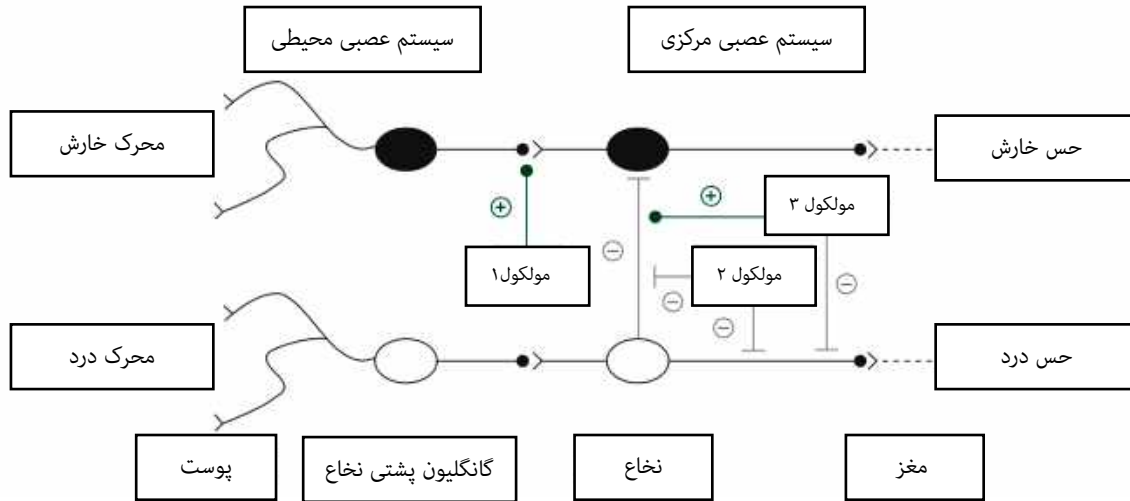 سیستم عصبی محیطی
سیستم عصبی مرکزی
محرک خارش
حس خارش
+
+
مولکول ۳
مولکول۱
مولکول ۲
−
−
−
−
محرک درد
حس درد
پوست
گانگلیون پشتی نخاع
نخاع
مغز